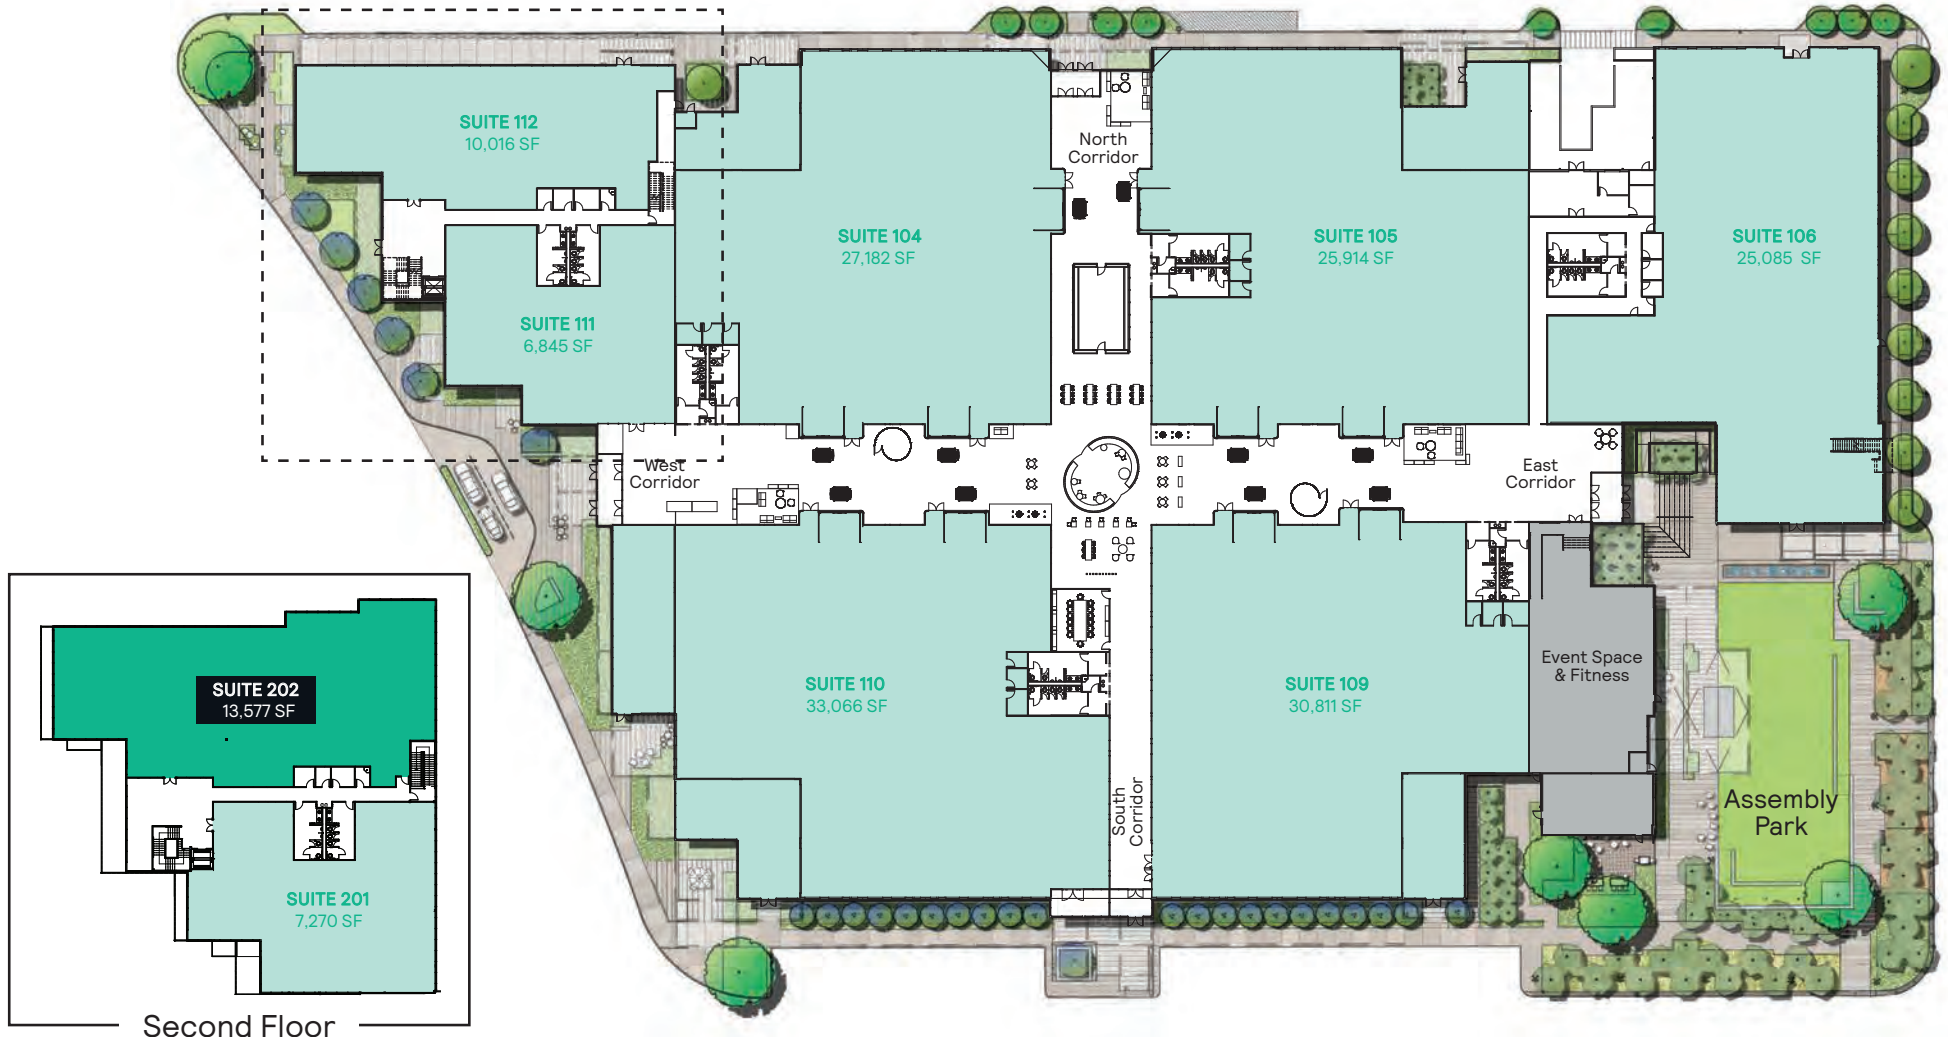 SUITE 112
10,016 SF
North
Corridor
SUITE 104
27,182 SF
SUITE 105
25,914 SF
SUITE 106
25,085 SF
SUITE 111
6,845 SF
West
Corridor
East
Corridor
SUITE 110
33,066 SF
SUITE 109
30,811 SF
Event Space
& Fitness
South
Corridor
Assembly
Park
SUITE 202
13,577 SF
SUITE 201
7,270 SF
Second Floor